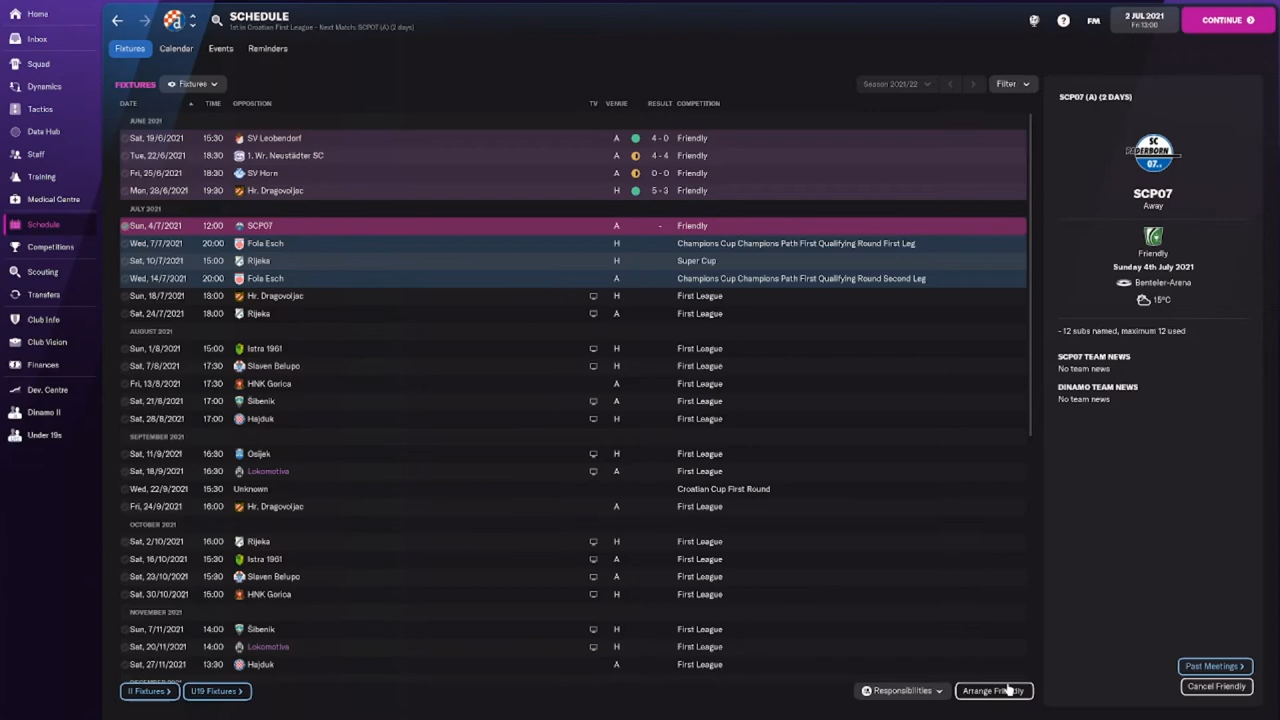 Home
Inbox
Squad
Dynamics
Tactics
Data Hub
Staff
Training
Medical Centre
Schedule
Competitions
Scouting
Transfers
Club Info
Club Vision
Finances
Dev. Centre
Dinamo II
Under 19s
SCHEDULE
1st in Croatian First League - Next Match: SCP07 (A) (2 days)
FM
2 JUL 2021
Fri 13:00
CONTINUE
Fixtures Calendar Events Reminders
FIXTURES Fixtures Season 2021/22 Filter
DATE TIME OPPOSITION TV VENUE RESULT COMPETITION
JUNE 2021
Sat, 19/6/2021 15:30 SV Leobendorf A 4 - 0 Friendly
Tue, 22/6/2021 18:30 1. Wr. Neustädter SC A 4 - 4 Friendly
Fri, 25/6/2021 18:30 SV Horn A 0 - 0 Friendly
Mon, 28/6/2021 19:30 Hr. Dragovoljac H 5 - 3 Friendly
JULY 2021
Sun, 4/7/2021 12:00 SCP07 A - Friendly
Wed, 7/7/2021 20:00 Fola Esch H Champions Cup Champions Path First Qualifying Round First Leg
Sat, 10/7/2021 15:00 Rijeka H Super Cup
Wed, 14/7/2021 20:00 Fola Esch A Champions Cup Champions Path First Qualifying Round Second Leg
Sun, 18/7/2021 18:00 Hr. Dragovoljac H First League
Sat, 24/7/2021 18:00 Rijeka A First League
AUGUST 2021
Sun, 1/8/2021 15:00 Istra 1961 H First League
Sat, 7/8/2021 17:30 Slaven Belupo H First League
Fri, 13/8/2021 17:30 HNK Gorica A First League
Sat, 21/8/2021 17:00 Šibenik A First League
Sat, 28/8/2021 17:00 Hajduk H First League
SEPTEMBER 2021
Sat, 11/9/2021 16:30 Osijek H First League
Sat, 18/9/2021 16:30 Lokomotiva A First League
Wed, 22/9/2021 15:30 Unknown Croatian Cup First Round
Fri, 24/9/2021 16:00 Hr. Dragovoljac A First League
OCTOBER 2021
Sat, 2/10/2021 16:00 Rijeka H First League
Sat, 16/10/2021 15:30 Istra 1961 A First League
Sat, 23/10/2021 15:30 Slaven Belupo A First League
Sat, 30/10/2021 15:00 HNK Gorica H First League
NOVEMBER 2021
Sun, 7/11/2021 14:00 Šibenik H First League
Sat, 20/11/2021 14:00 Lokomotiva H First League
Sat, 27/11/2021 13:30 Hajduk A First League
II Fixtures > U19 Fixtures > Responsibilities Arrange Friendly
SCP07 (A) (2 DAYS)
SC
PADERBORN
07
SCP07
Away
Friendly
Sunday 4th July 2021
Benteler-Arena
15°C
- 12 subs named, maximum 12 used
SCP07 TEAM NEWS
No team news
DINAMO TEAM NEWS
No team news
Past Meetings >
Cancel Friendly